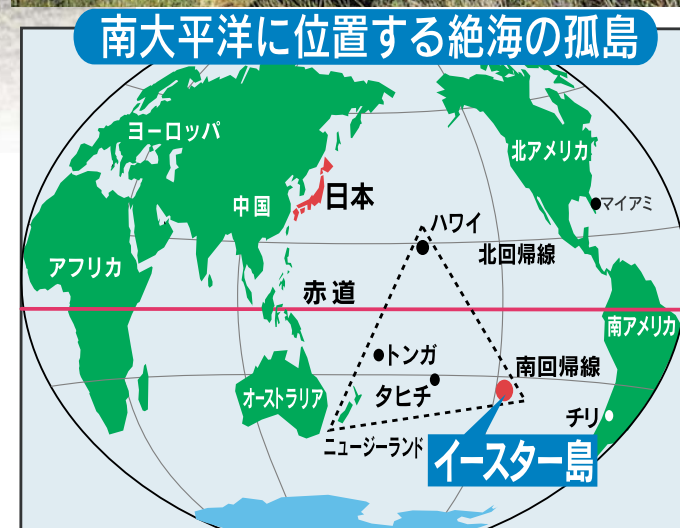 南大平洋に位置する絶海の孤島
ヨーロッパ
北アメリカ
中国
日本
マイアミ
ハワイ
アフリカ
北回帰線
赤道
南アメリカ
トンガ
南回帰線
オーストラリア
タヒチ
チリ
ニュージーランド
イースター島